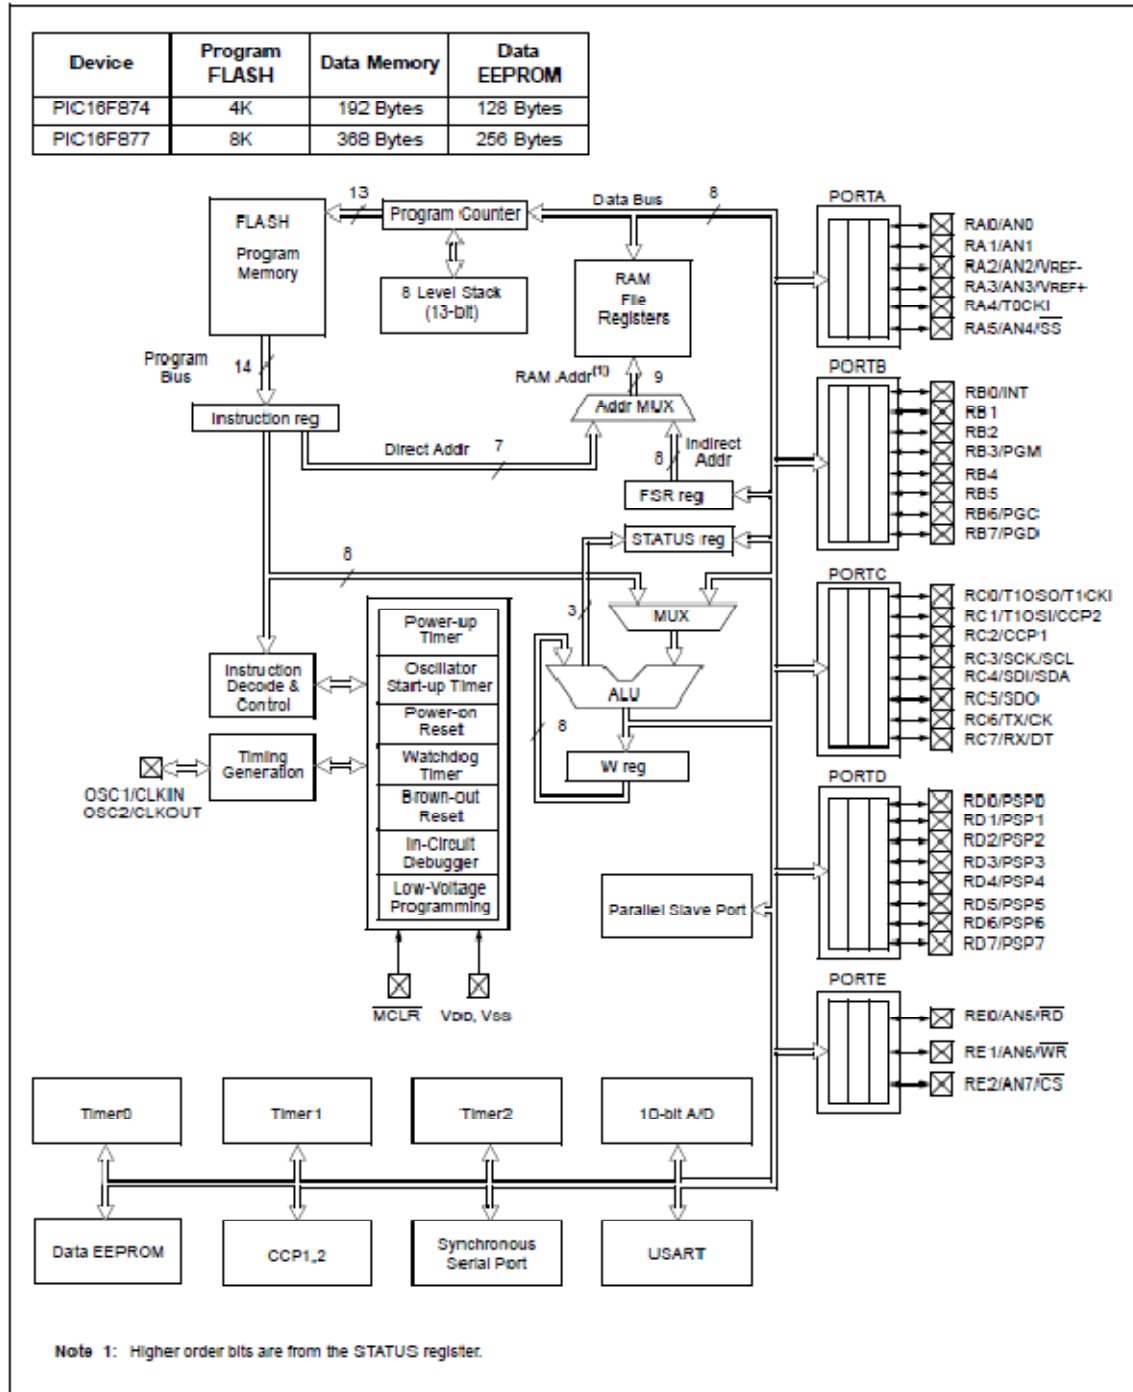 Device Program FLASH Data Memory Data EEPROM
PIC16F874 4K 192 Bytes 128 Bytes
PIC16F877 8K 368 Bytes 256 Bytes
FLASH
Program
Memory
13
Program Counter
Data Bus
8
8 Level Stack
(13-bit)
RAM
File
Registers
Program
Bus
14
RAM Addr(1)
9
Instruction reg
Addr MUX
Direct Addr
7
8
Indirect
Addr
FSR reg
STATUS reg
8
3
MUX
ALU
8
W reg
Power-up
Timer
Oscillator
Start-up Timer
Power-on
Reset
Watchdog
Timer
Brown-out
Reset
In-Circuit
Debugger
Low-Voltage
Programming
Instruction
Decode &
Control
Timing
Generation
OSC1/CLKIN
OSC2/CLKOUT
MCLR
VDD, VSS
Parallel Slave Port
PORTA
RA0/AN0
RA1/AN1
RA2/AN2/VREF-
RA3/AN3/VREF+
RA4/T0CKI
RA5/AN4/SS
PORTB
RB0/INT
RB1
RB2
RB3/PGM
RB4
RB5
RB6/PGC
RB7/PGD
PORTC
RC0/T1OSO/T1CKI
RC1/T1OSI/CCP2
RC2/CCP1
RC3/SCK/SCL
RC4/SDI/SDA
RC5/SDO
RC6/TX/CK
RC7/RX/DT
PORTD
RD0/PSP0
RD1/PSP1
RD2/PSP2
RD3/PSP3
RD4/PSP4
RD5/PSP5
RD6/PSP6
RD7/PSP7
PORTE
RE0/AN5/RD
RE1/AN6/WR
RE2/AN7/CS
Timer0
Timer1
Timer2
10-bit A/D
Data EEPROM
CCP1,2
Synchronous
Serial Port
USART
Note 1: Higher order bits are from the STATUS register.